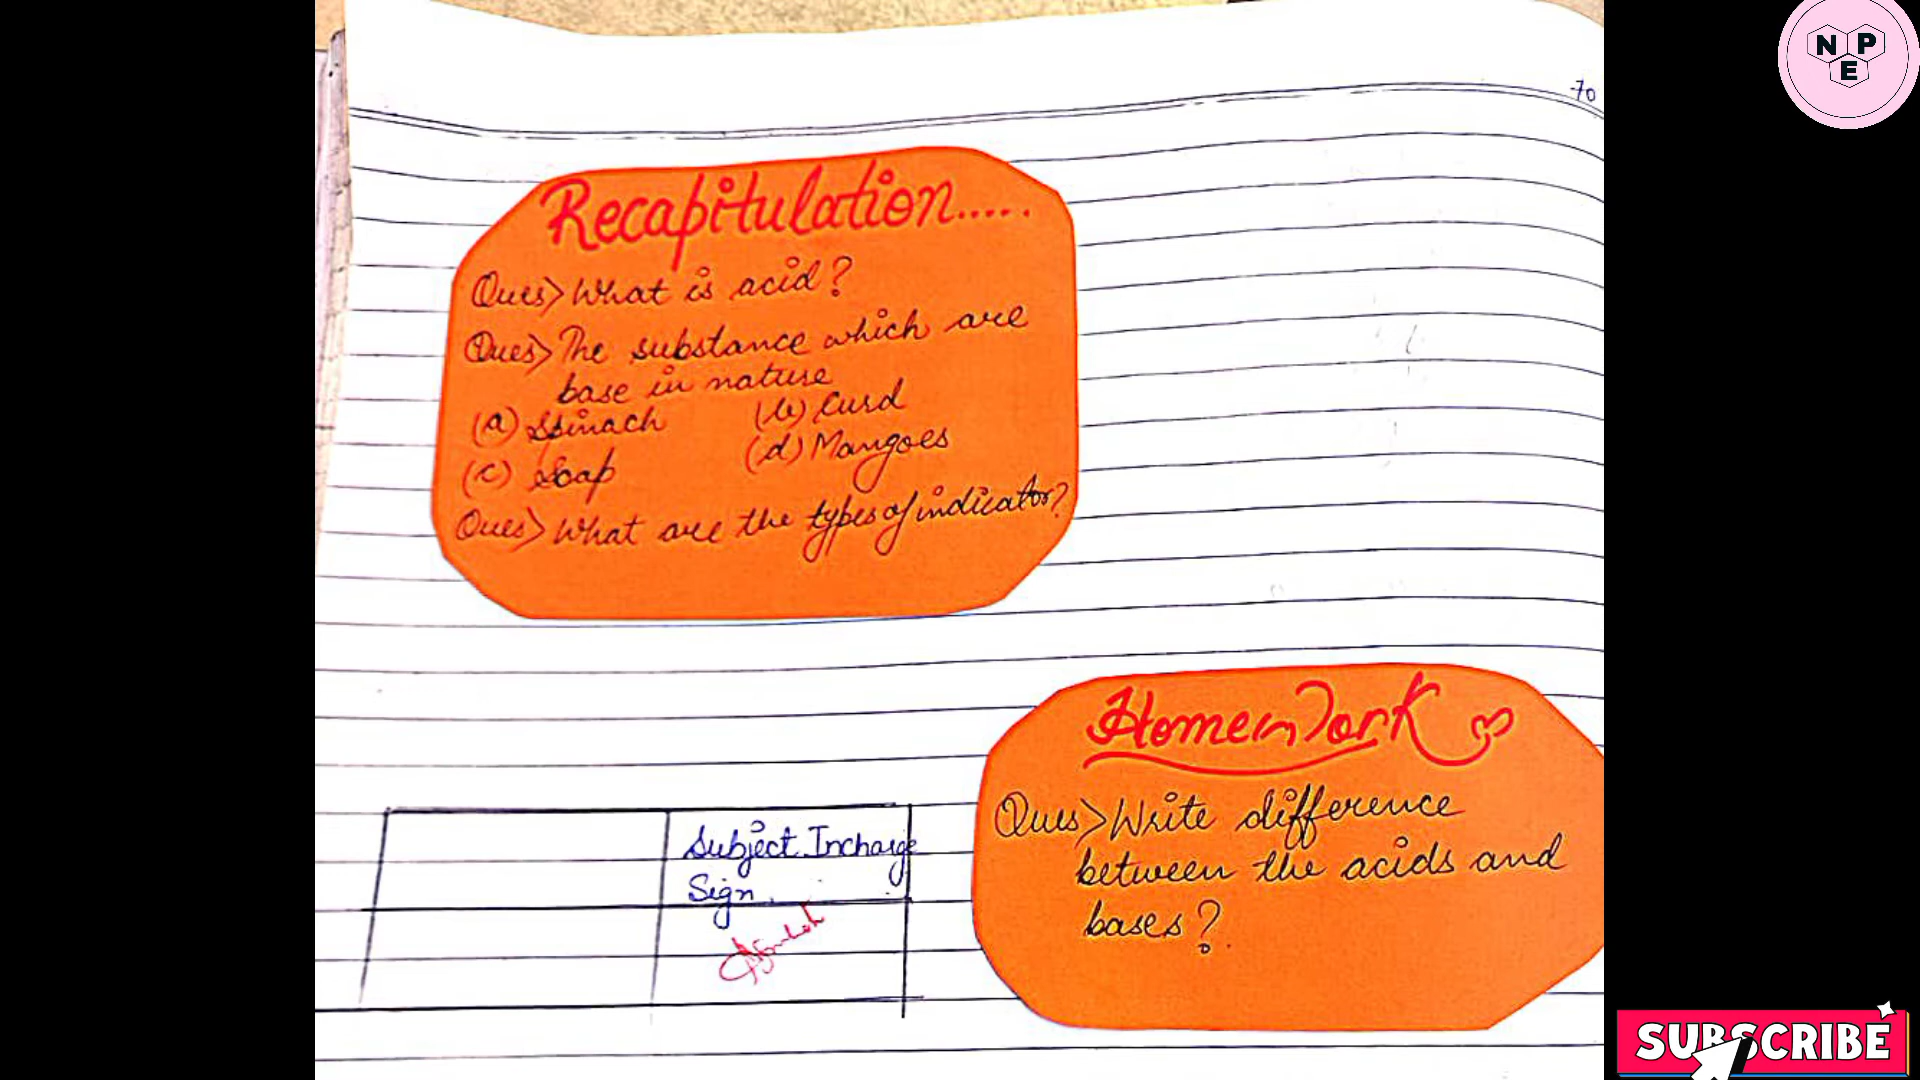 N P
E
70
Recapitulation.....
Ques> What is acid?
Ques> The substance which are
base in nature
(a) Spinach (b) Curd
(c) Soap (d) Mangoes
Ques> What are the types of indicator?
Homework
Ques> Write difference
between the acids and
bases?
Subject Incharge
Sign.
SUBSCRIBE